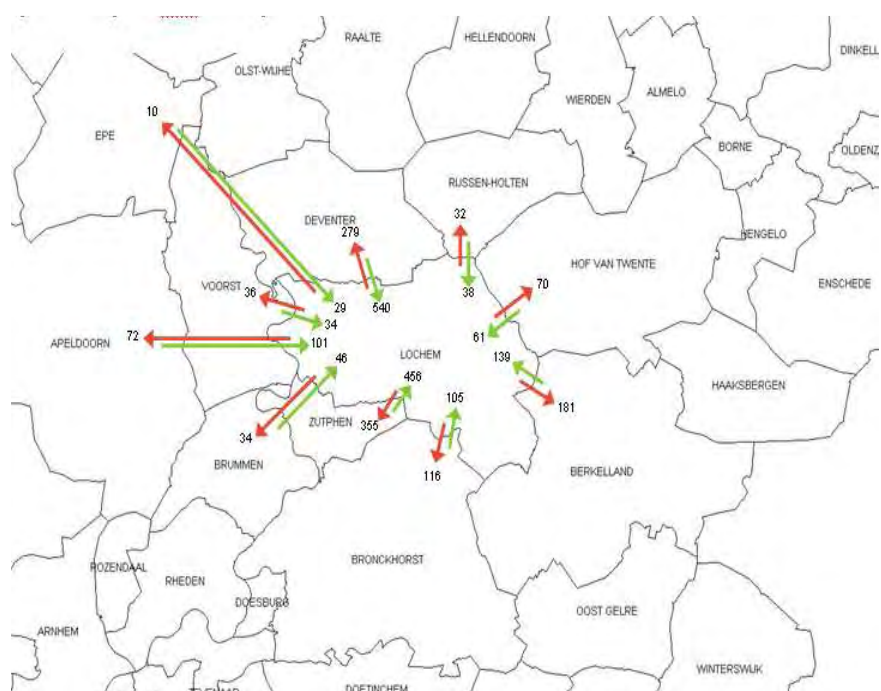 RAALTE
HELLENDOORN
DINKELL
OLST-WIJHE
ALMELO
WIERDEN
10
EPE
BORNE
OLDENZ
RIJSSEN-HOLTEN
DEVENTER
32
279
HENGELO
HOF VAN TWENTE
ENSCHEDE
VOORST
36
70
38
29
540
34
61
72
APELDOORN
101
LOCHEM
46
139
456
105
HAAKSBERGEN
181
ZUTPHEN
355
34
BRUMMEN
116
BERKELLAND
BRONCKHORST
ROZENDAAL
RHEDEN
DOESBURG
OOST GELRE
ARNHEM
WINTERSWIJK
DOETINCHEM